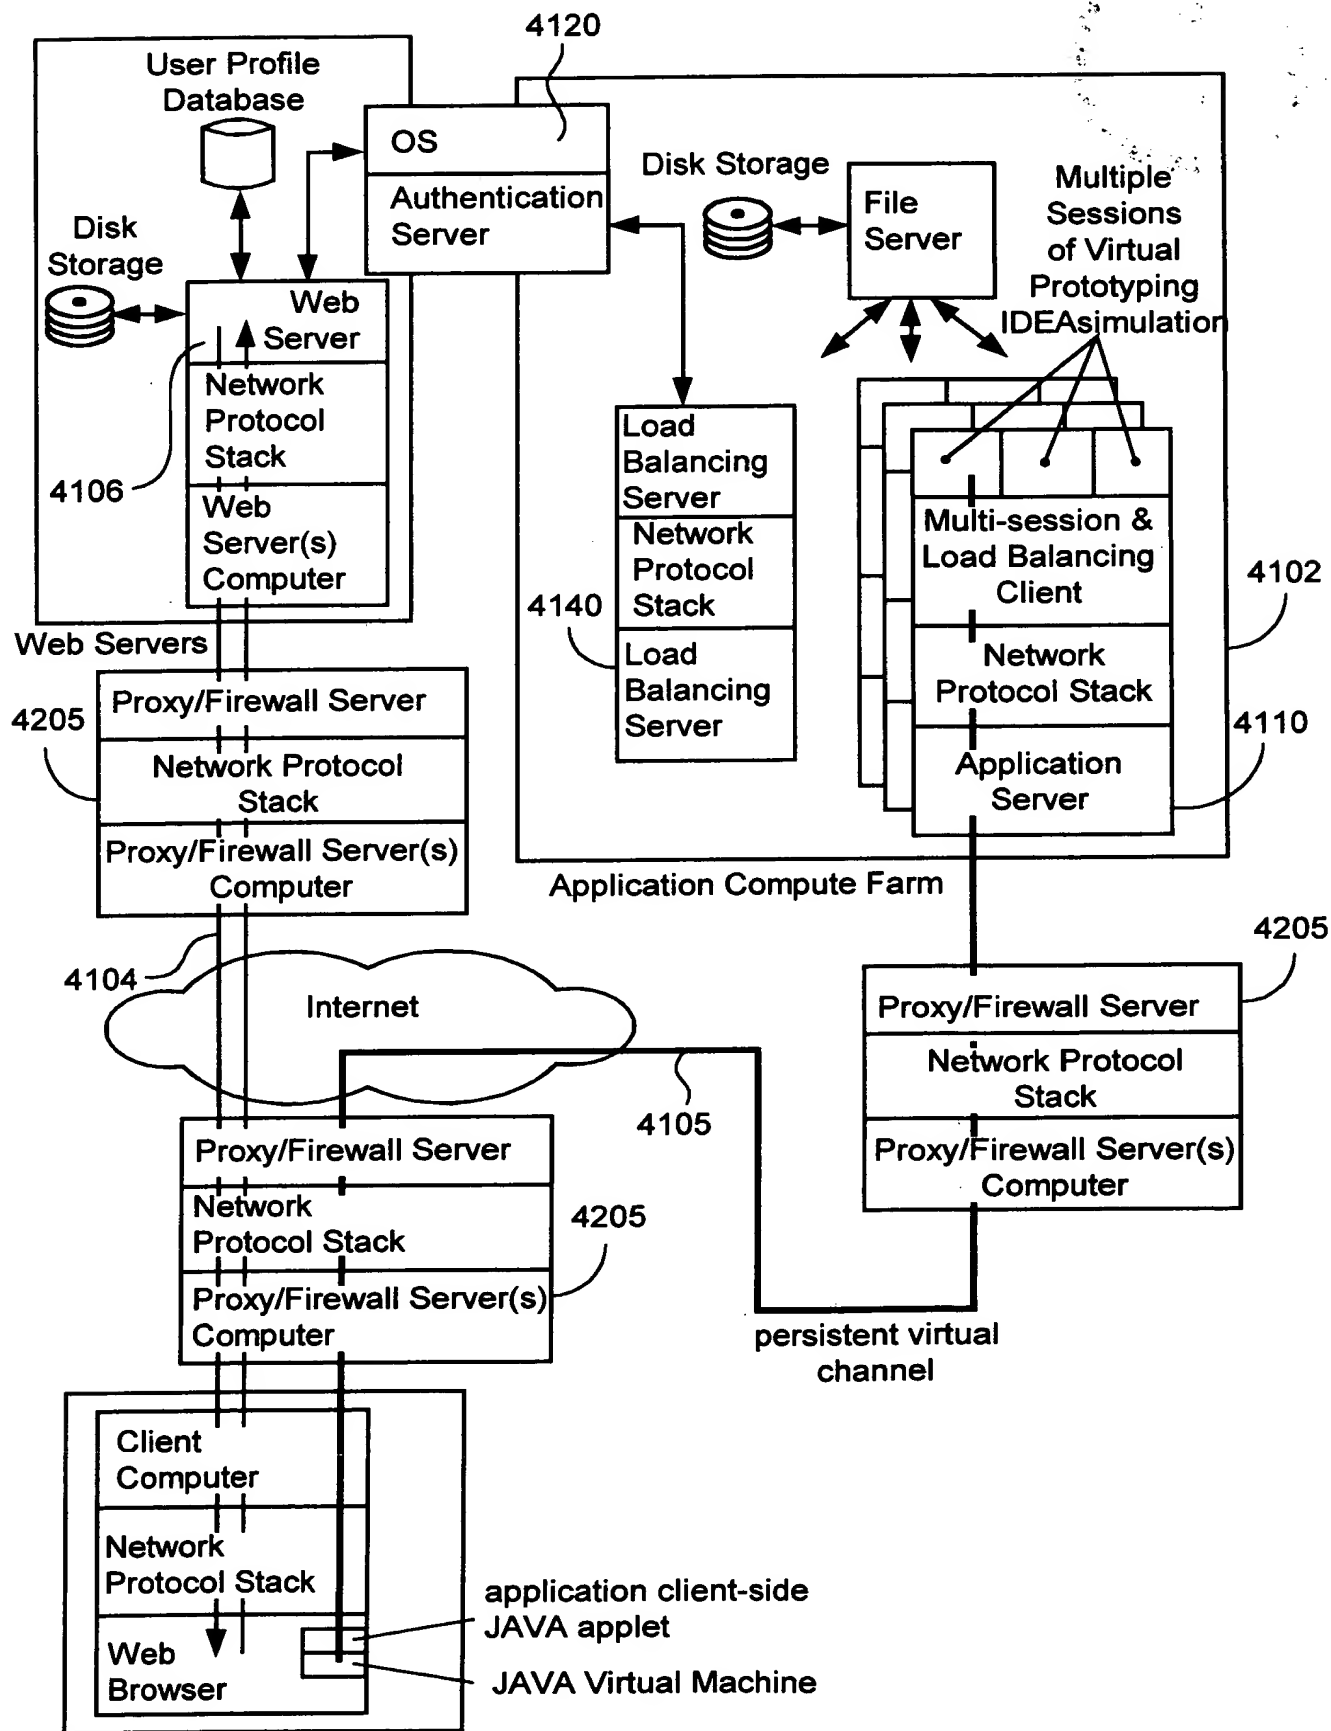 4120
User Profile
Database
OS
Authentication
Server
Disk Storage
File
Server
Multiple
Sessions
of Virtual
Prototyping
IDEAsimulation
Disk
Storage
Web
Server
Network
Protocol
Stack
4106
Web
Server(s)
Computer
Load
Balancing
Server
Network
Protocol
Stack
4140
Load
Balancing
Server
Multi-session &
Load Balancing
Client
4102
Network
Protocol Stack
4110
Application
Server
Web Servers
4205
Proxy/Firewall Server
Network Protocol
Stack
Proxy/Firewall Server(s)
Computer
Application Compute Farm
4104
Internet
4205
Proxy/Firewall Server
Network Protocol
Stack
Proxy/Firewall Server(s)
Computer
4105
Proxy/Firewall Server
Network
Protocol Stack
4205
Proxy/Firewall Server(s)
Computer
persistent virtual
channel
Client
Computer
Network
Protocol Stack
Web
Browser
application client-side
JAVA applet
JAVA Virtual Machine